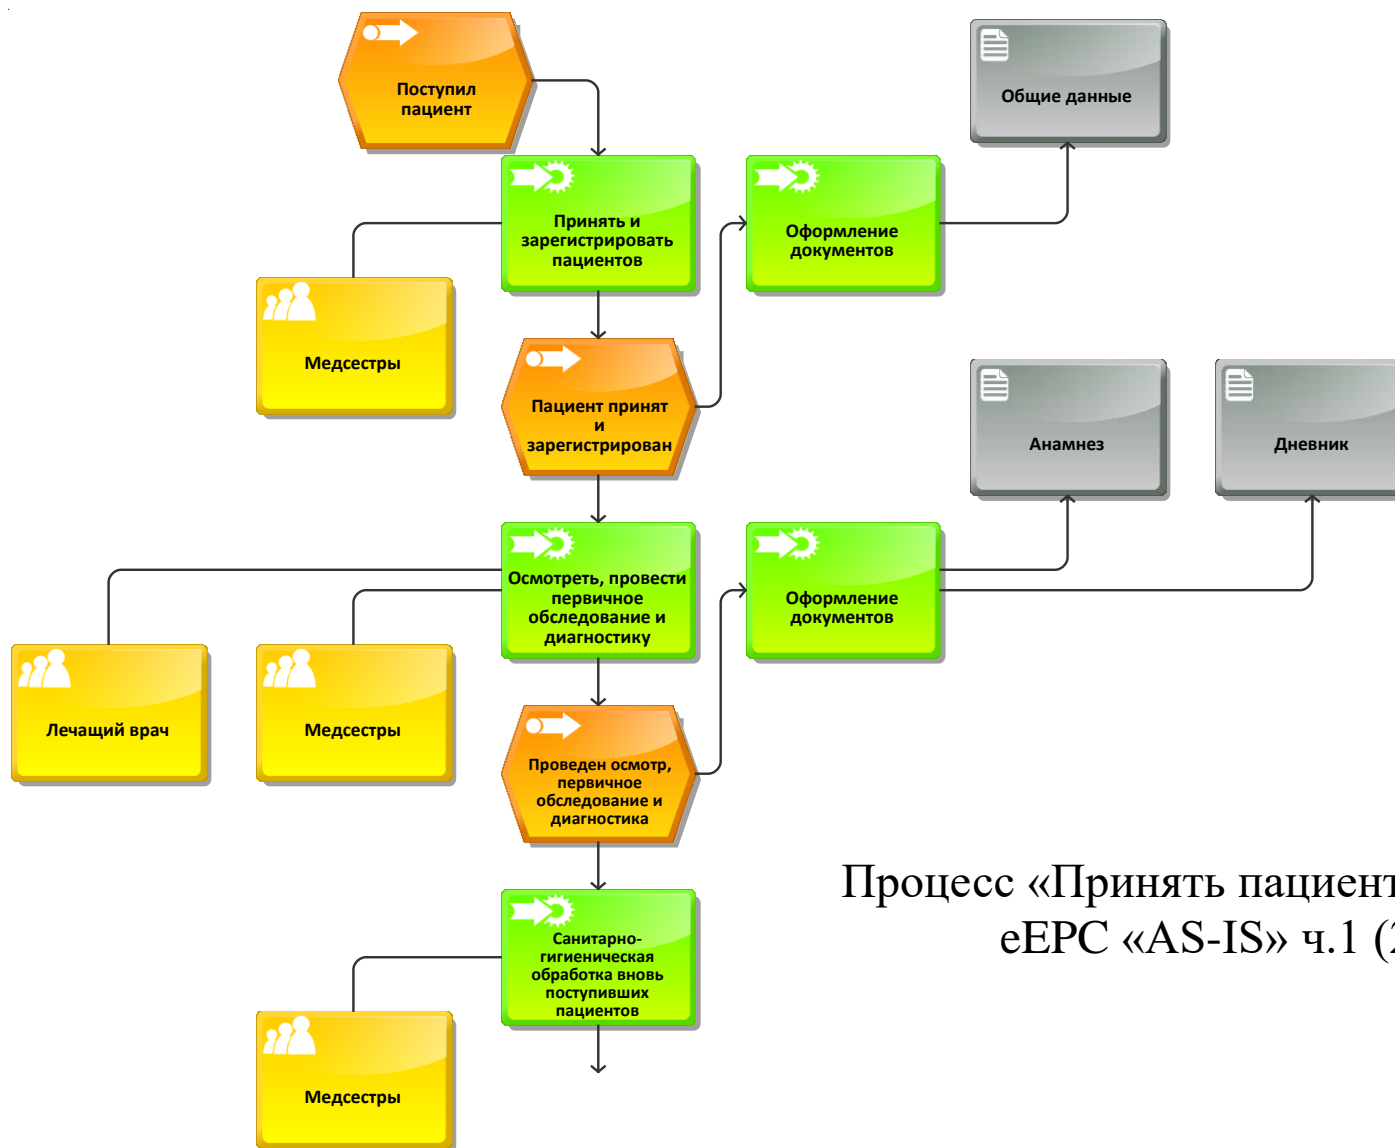 Поступил
пациент
Общие данные
Принять и
зарегистрировать
пациентов
Оформление
документов
Медсестры
Пациент принят
и
зарегистрирован
Анамнез
Дневник
Осмотреть, провести
первичное
обследование и
диагностику
Оформление
документов
Лечащий врач
Медсестры
Проведен осмотр,
первичное
обследование и
диагностика
Процесс «Принять пациент
eEPC «AS-IS» ч.1 (2
Санитарно-
гигиеническая
обработка вновь
поступивших
пациентов
Медсестры